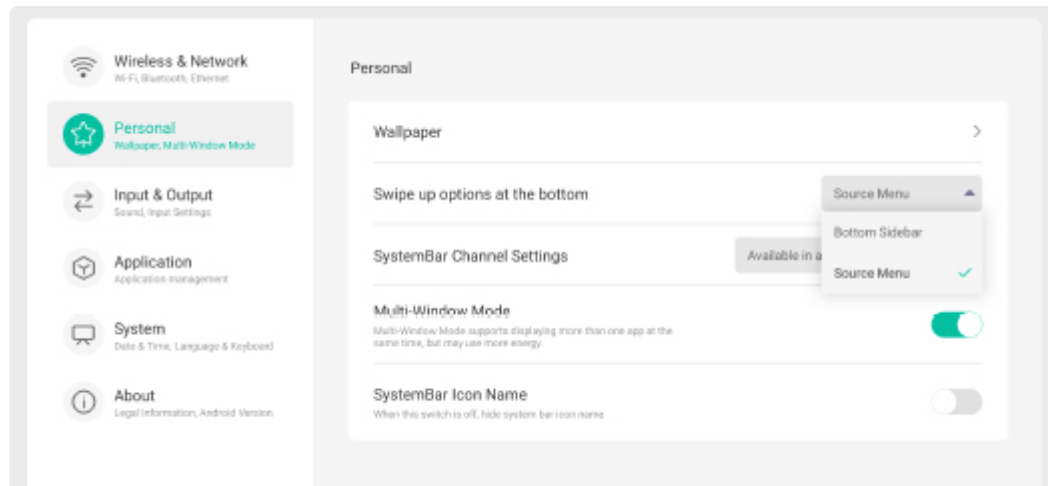 Wireless & Network
Wi-Fi, Bluetooth, Ethernet
Personal
Wallpaper, Multi-Window Mode
Input & Output
Sound, Input Settings
Application
Application management
System
Date & Time, Language & Keyboard
About
Legal Information, Android Version
Personal
Wallpaper
Swipe up options at the bottom
Source Menu
Bottom Sidebar
Source Menu
SystemBar Channel Settings
Available in a
Multi-Window Mode
Multi-Window Mode supports displaying more than one app at the
same time, but may use more energy.
SystemBar Icon Name
When this switch is off, hide system bar icon name